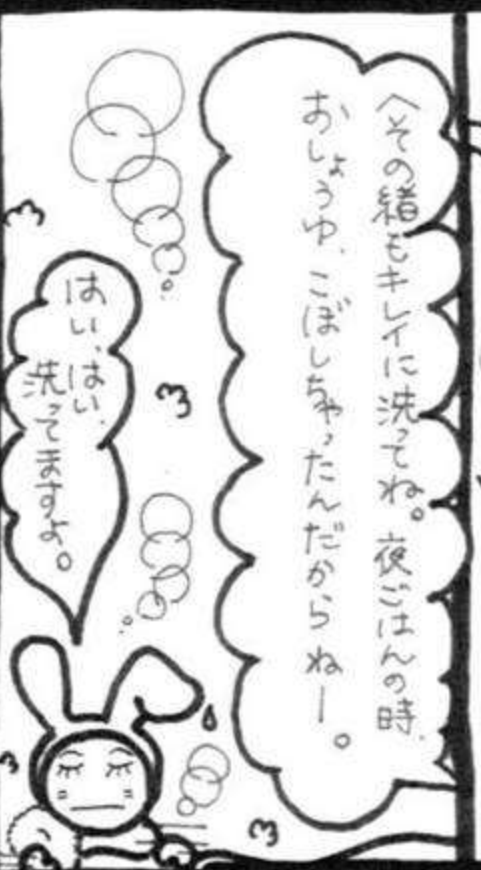 へその緒もキレイに洗ってね。夜ごはんの時、
おしょうゆ、こぼしちゃったんだからねー。
はい、はい、
洗ってますよ。